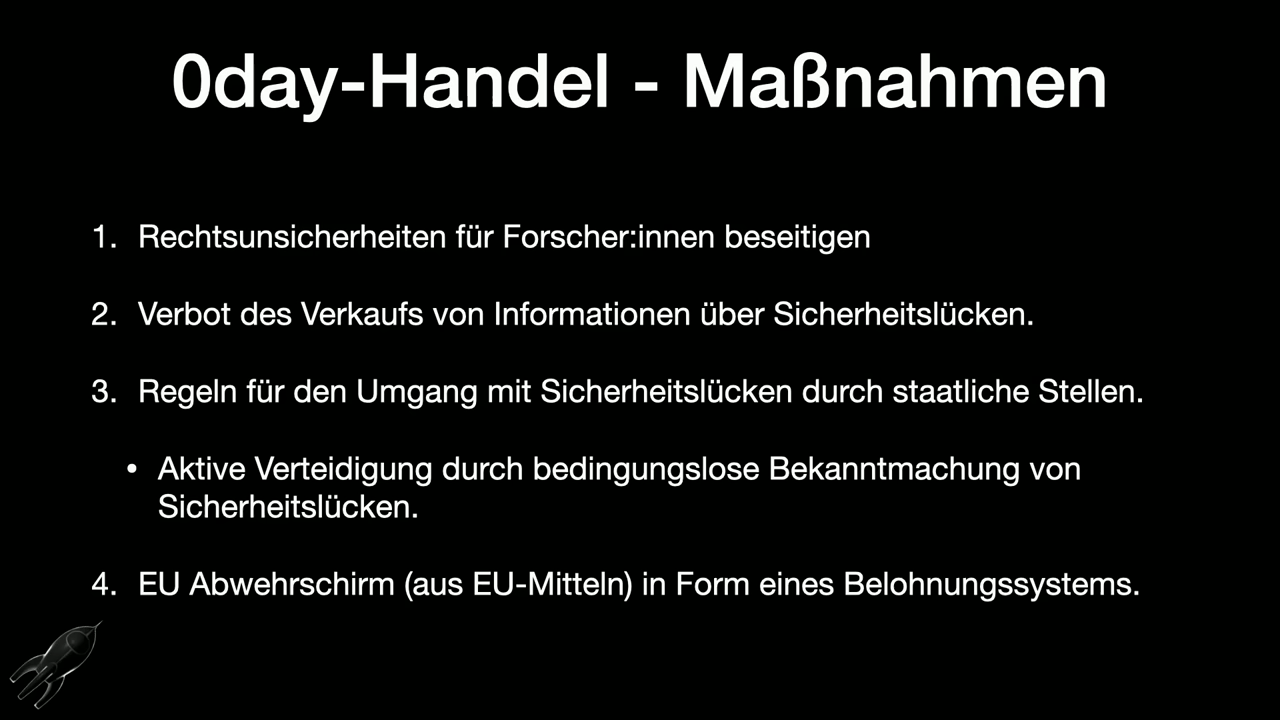 0day-Handel - Maßnahmen
1. Rechtsunsicherheiten für Forscher:innen beseitigen
2. Verbot des Verkaufs von Informationen über Sicherheitslücken.
3. Regeln für den Umgang mit Sicherheitslücken durch staatliche Stellen.
• Aktive Verteidigung durch bedingungslose Bekanntmachung von
Sicherheitslücken.
4. EU Abwehrschirm (aus EU-Mitteln) in Form eines Belohnungssystems.